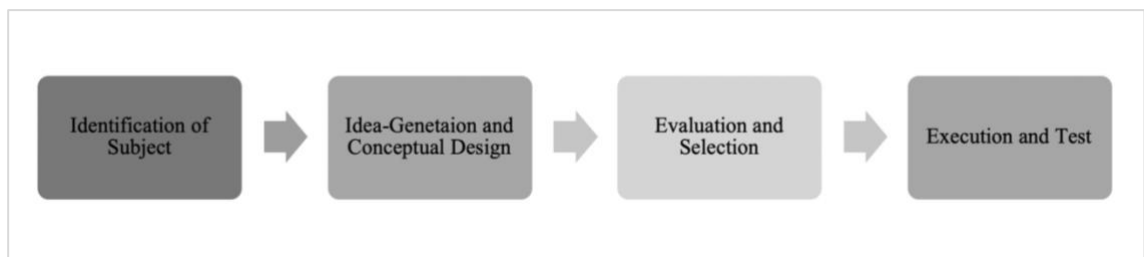 Identification of
Subject
Idea-Genetaion and
Conceptual Design
Evaluation and
Selection
Execution and Test